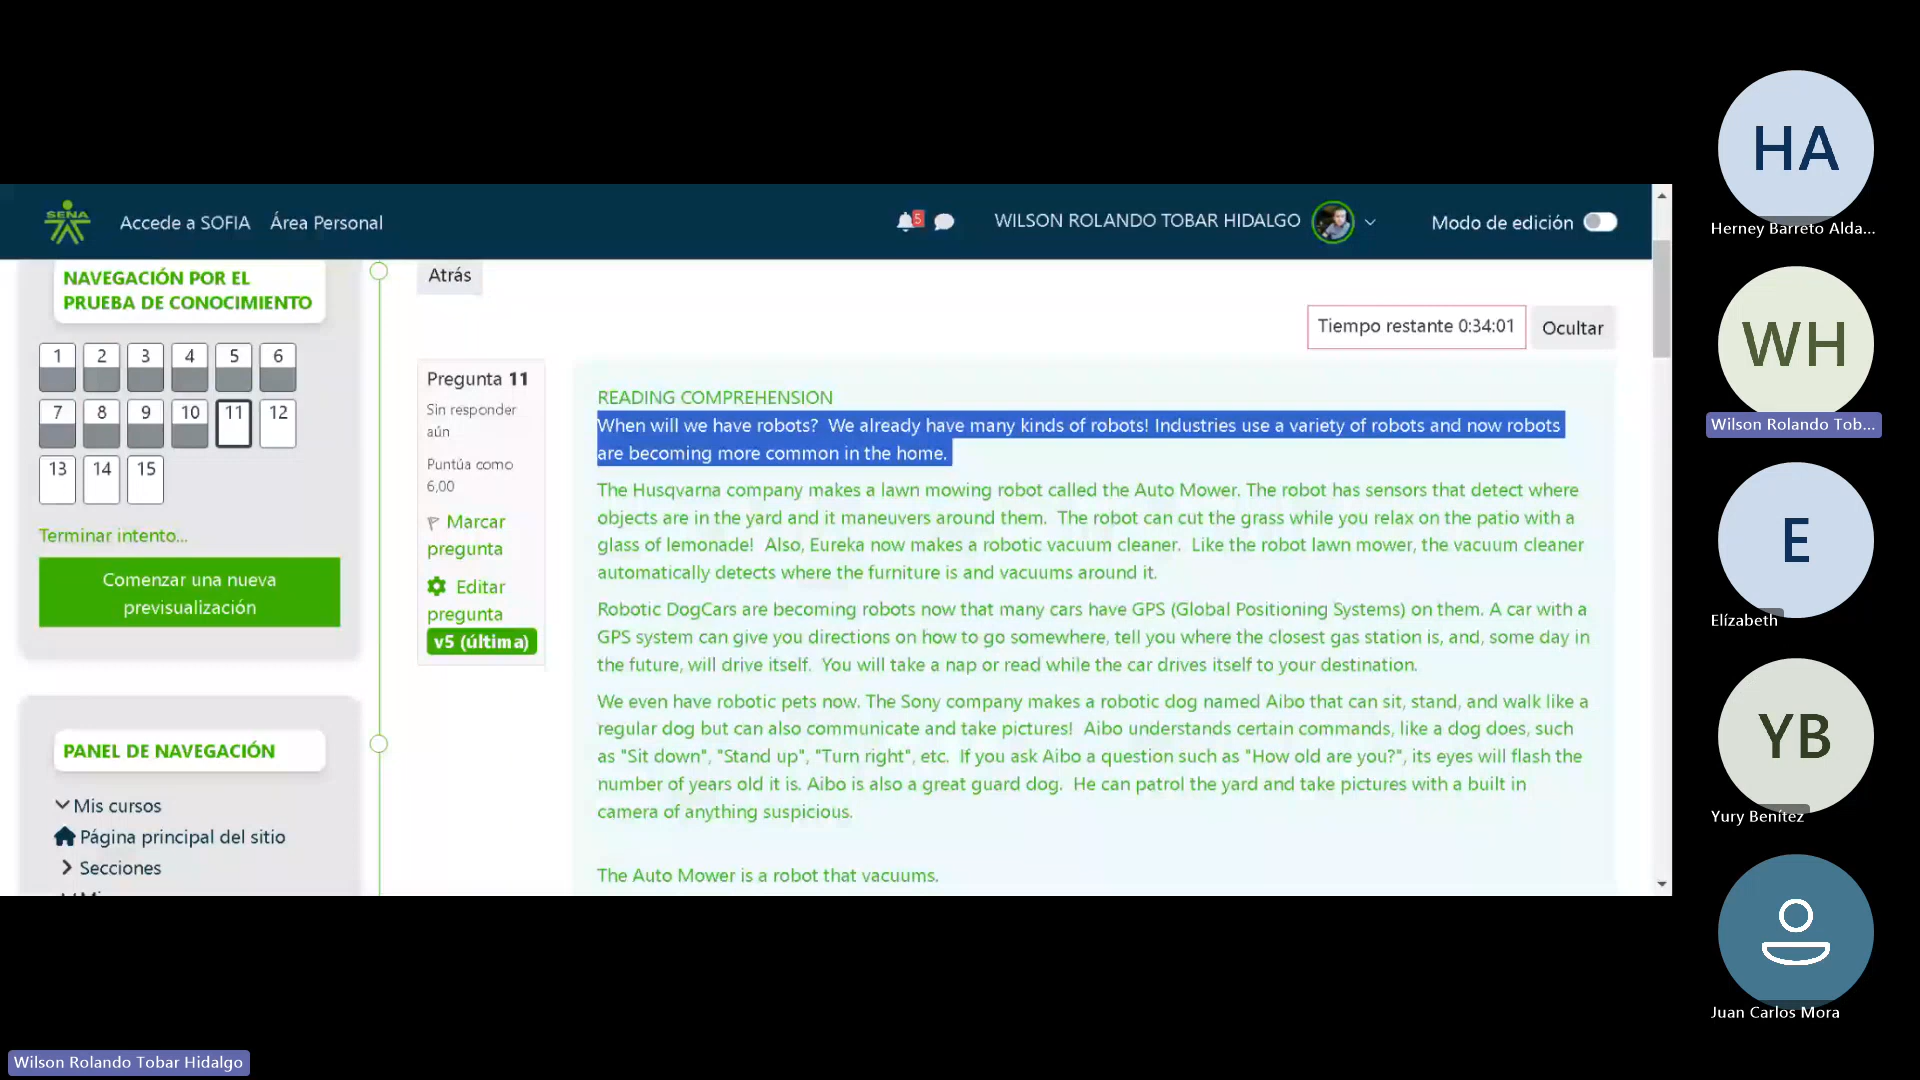 SENA
Accede a SOFIA
Área Personal
5
WILSON ROLANDO TOBAR HIDALGO
Modo de edición
NAVEGACIÓN POR EL
PRUEBA DE CONOCIMIENTO
1 2 3 4 5 6
7 8 9 10 11 12
13 14 15
Terminar intento...
Comenzar una nueva
previsualización
PANEL DE NAVEGACIÓN
Mis cursos
Página principal del sitio
Secciones
Atrás
Tiempo restante 0:34:01
Ocultar
Pregunta 11
Sin responder
aún
Puntúa como
6,00
Marcar
pregunta
Editar
pregunta
v5 (última)
READING COMPREHENSION
When will we have robots?  We already have many kinds of robots! Industries use a variety of robots and now robots
are becoming more common in the home.
The Husqvarna company makes a lawn mowing robot called the Auto Mower. The robot has sensors that detect where
objects are in the yard and it maneuvers around them.  The robot can cut the grass while you relax on the patio with a
glass of lemonade!  Also, Eureka now makes a robotic vacuum cleaner.  Like the robot lawn mower, the vacuum cleaner
automatically detects where the furniture is and vacuums around it.
Robotic DogCars are becoming robots now that many cars have GPS (Global Positioning Systems) on them. A car with a
GPS system can give you directions on how to go somewhere, tell you where the closest gas station is, and, some day in
the future, will drive itself.  You will take a nap or read while the car drives itself to your destination.
We even have robotic pets now. The Sony company makes a robotic dog named Aibo that can sit, stand, and walk like a
regular dog but can also communicate and take pictures!  Aibo understands certain commands, like a dog does, such
as "Sit down", "Stand up", "Turn right", etc.  If you ask Aibo a question such as "How old are you?", its eyes will flash the
number of years old it is. Aibo is also a great guard dog.  He can patrol the yard and take pictures with a built in
camera of anything suspicious.
The Auto Mower is a robot that vacuums.
HA
Herney Barreto Alda...
WH
Wilson Rolando Tob...
E
Elízabeth
YB
Yury Benítez
Juan Carlos Mora
Wilson Rolando Tobar Hidalgo